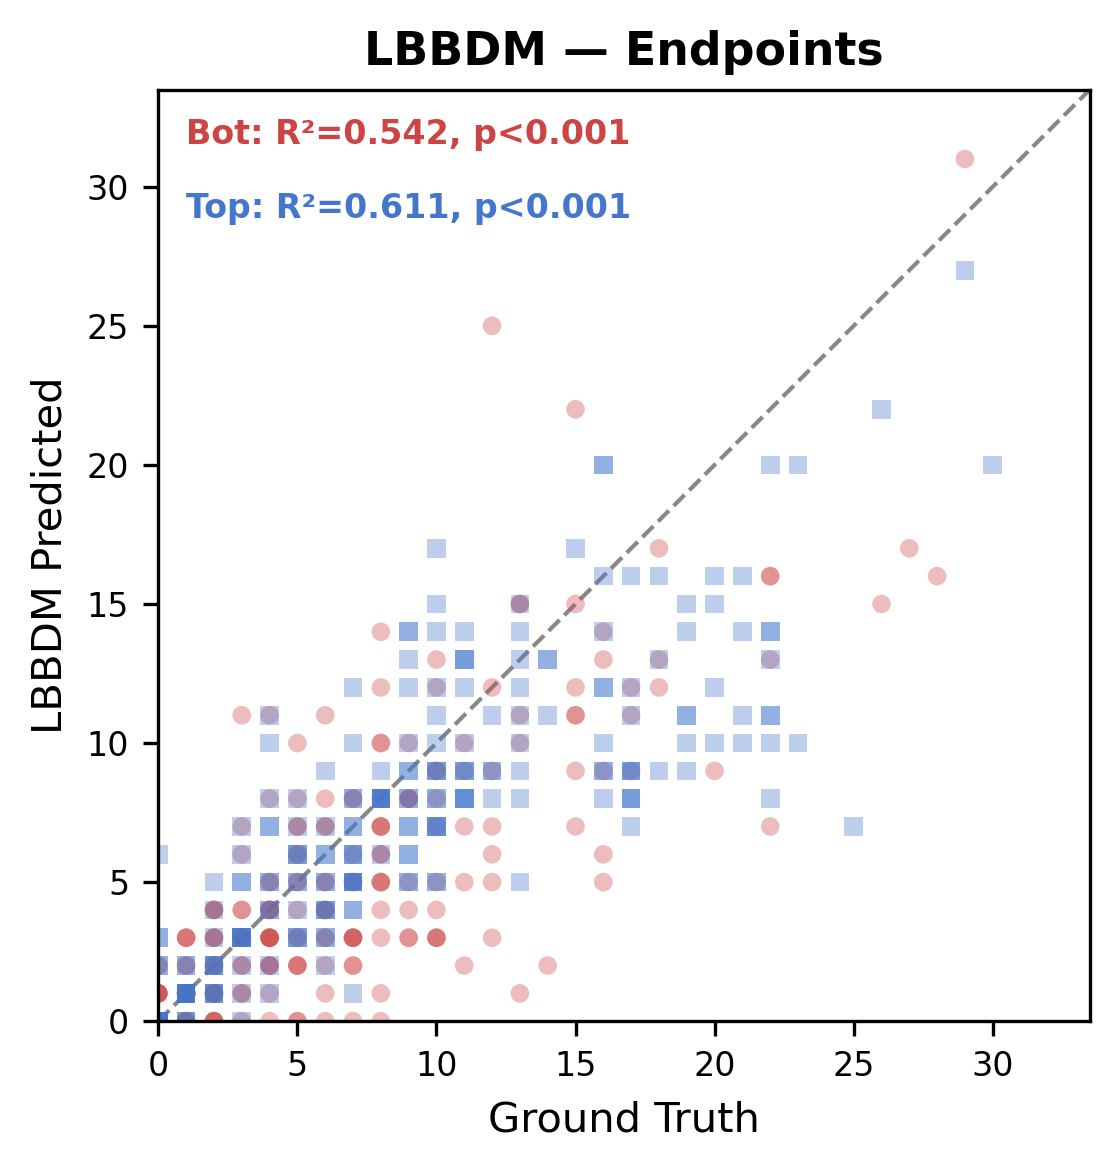 LBBDM — Endpoints
Bot: R²=0.542, p<0.001
Top: R²=0.611, p<0.001
LBBDM Predicted
30
25
20
15
10
5
0
0 5 10 15 20 25 30
Ground Truth